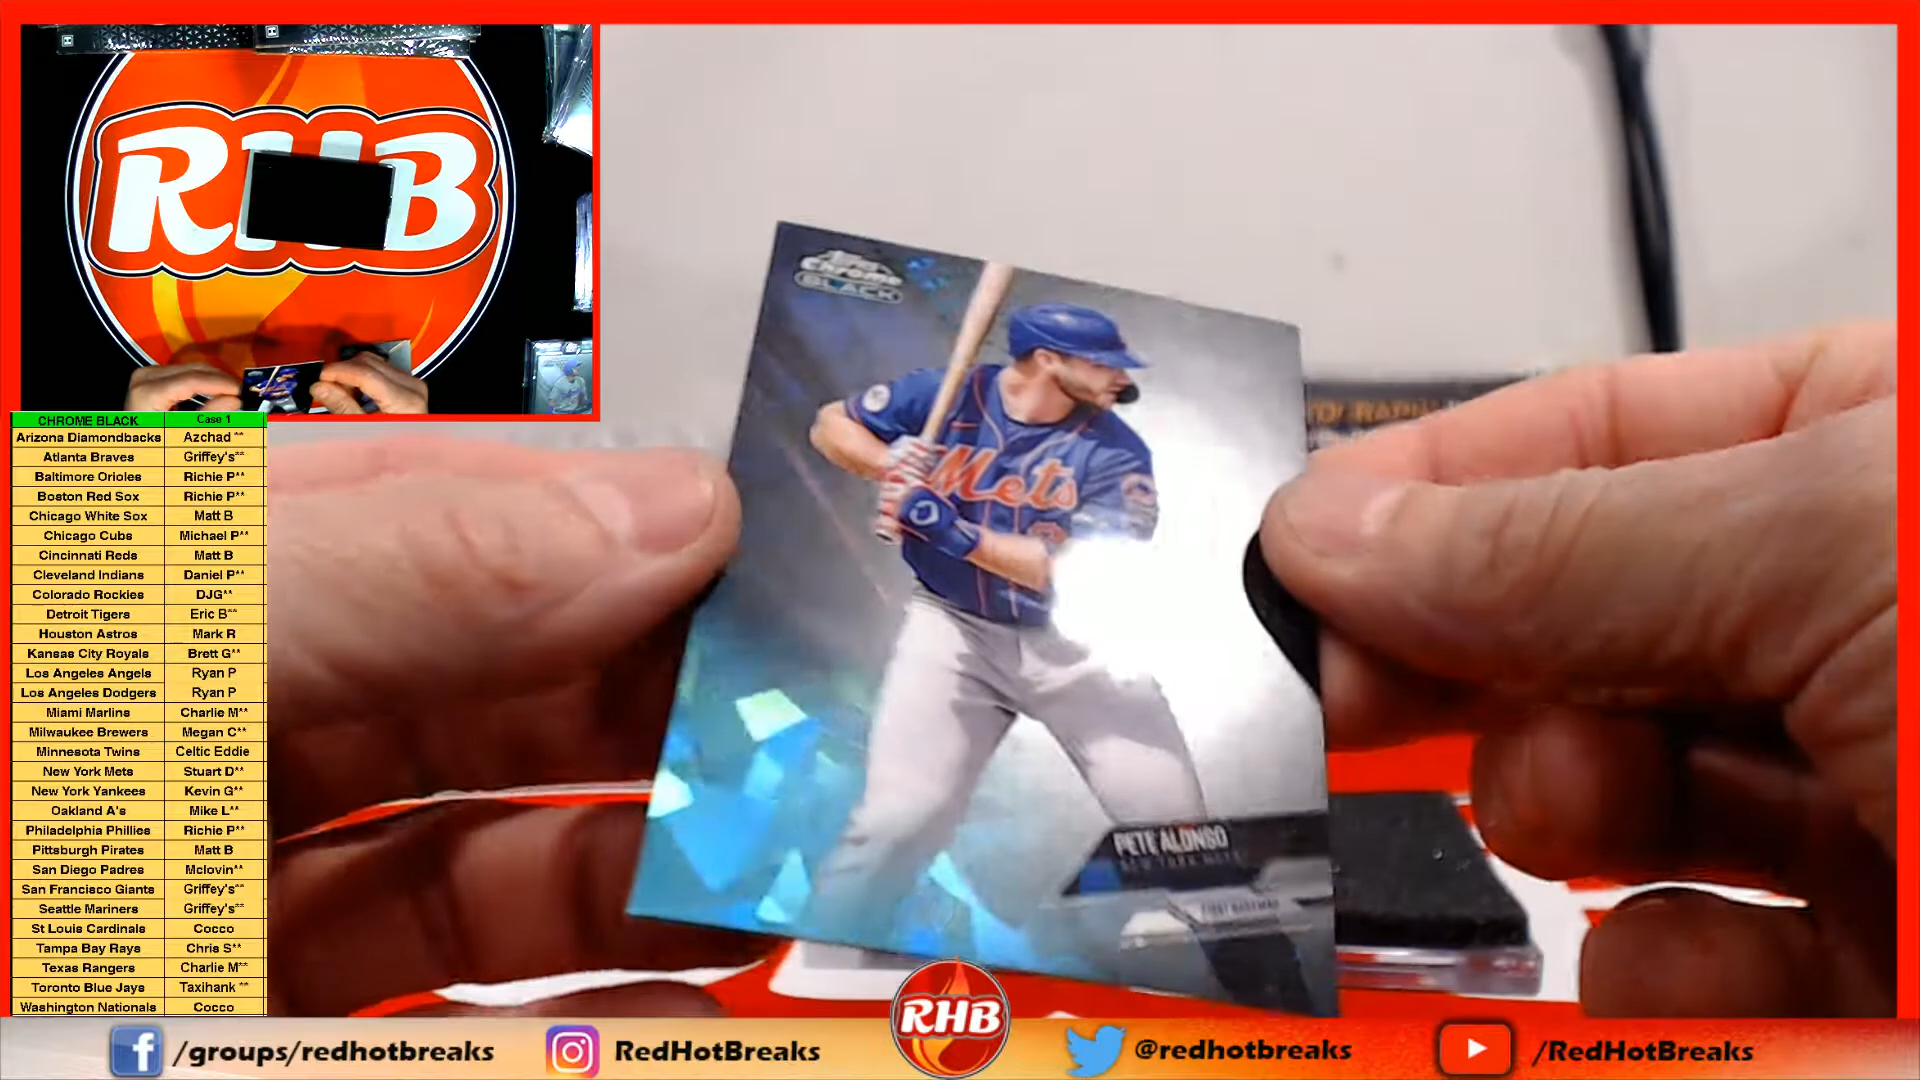 RHB
CHROME BLACK Case 1
Arizona Diamondbacks Azchad **
Atlanta Braves Griffey's**
Baltimore Orioles Richie P**
Boston Red Sox Richie P**
Chicago White Sox Matt B
Chicago Cubs Michael P**
Cincinnati Reds Matt B
Cleveland Indians Daniel P**
Colorado Rockies DJG**
Detroit Tigers Eric B**
Houston Astros Mark R
Kansas City Royals Brett G**
Los Angeles Angels Ryan P
Los Angeles Dodgers Ryan P
Miami Marlins Charlie M**
Milwaukee Brewers Megan C**
Minnesota Twins Celtic Eddie
New York Mets Stuart D**
New York Yankees Kevin G**
Oakland A's Mike L**
Philadelphia Phillies Richie P**
Pittsburgh Pirates Matt B
San Diego Padres Mclovin**
San Francisco Giants Griffey's**
Seattle Mariners Griffey's**
St Louis Cardinals Cocco
Tampa Bay Rays Chris S**
Texas Rangers Charlie M**
Toronto Blue Jays Taxihank **
Washington Nationals Cocco
Topps
Chrome
BLACK
Mets
PETE ALONSO
NEW YORK METS
FIRST BASEMAN
/groups/redhotbreaks
RedHotBreaks
RHB
@redhotbreaks
/RedHotBreaks